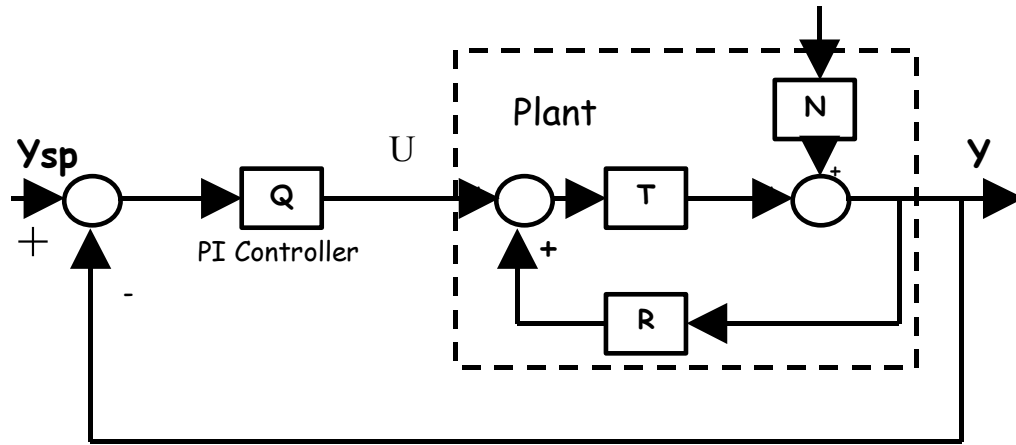 N
Plant
Ysp
U
Y
+
Q
T
+
PI Controller
+
-
R